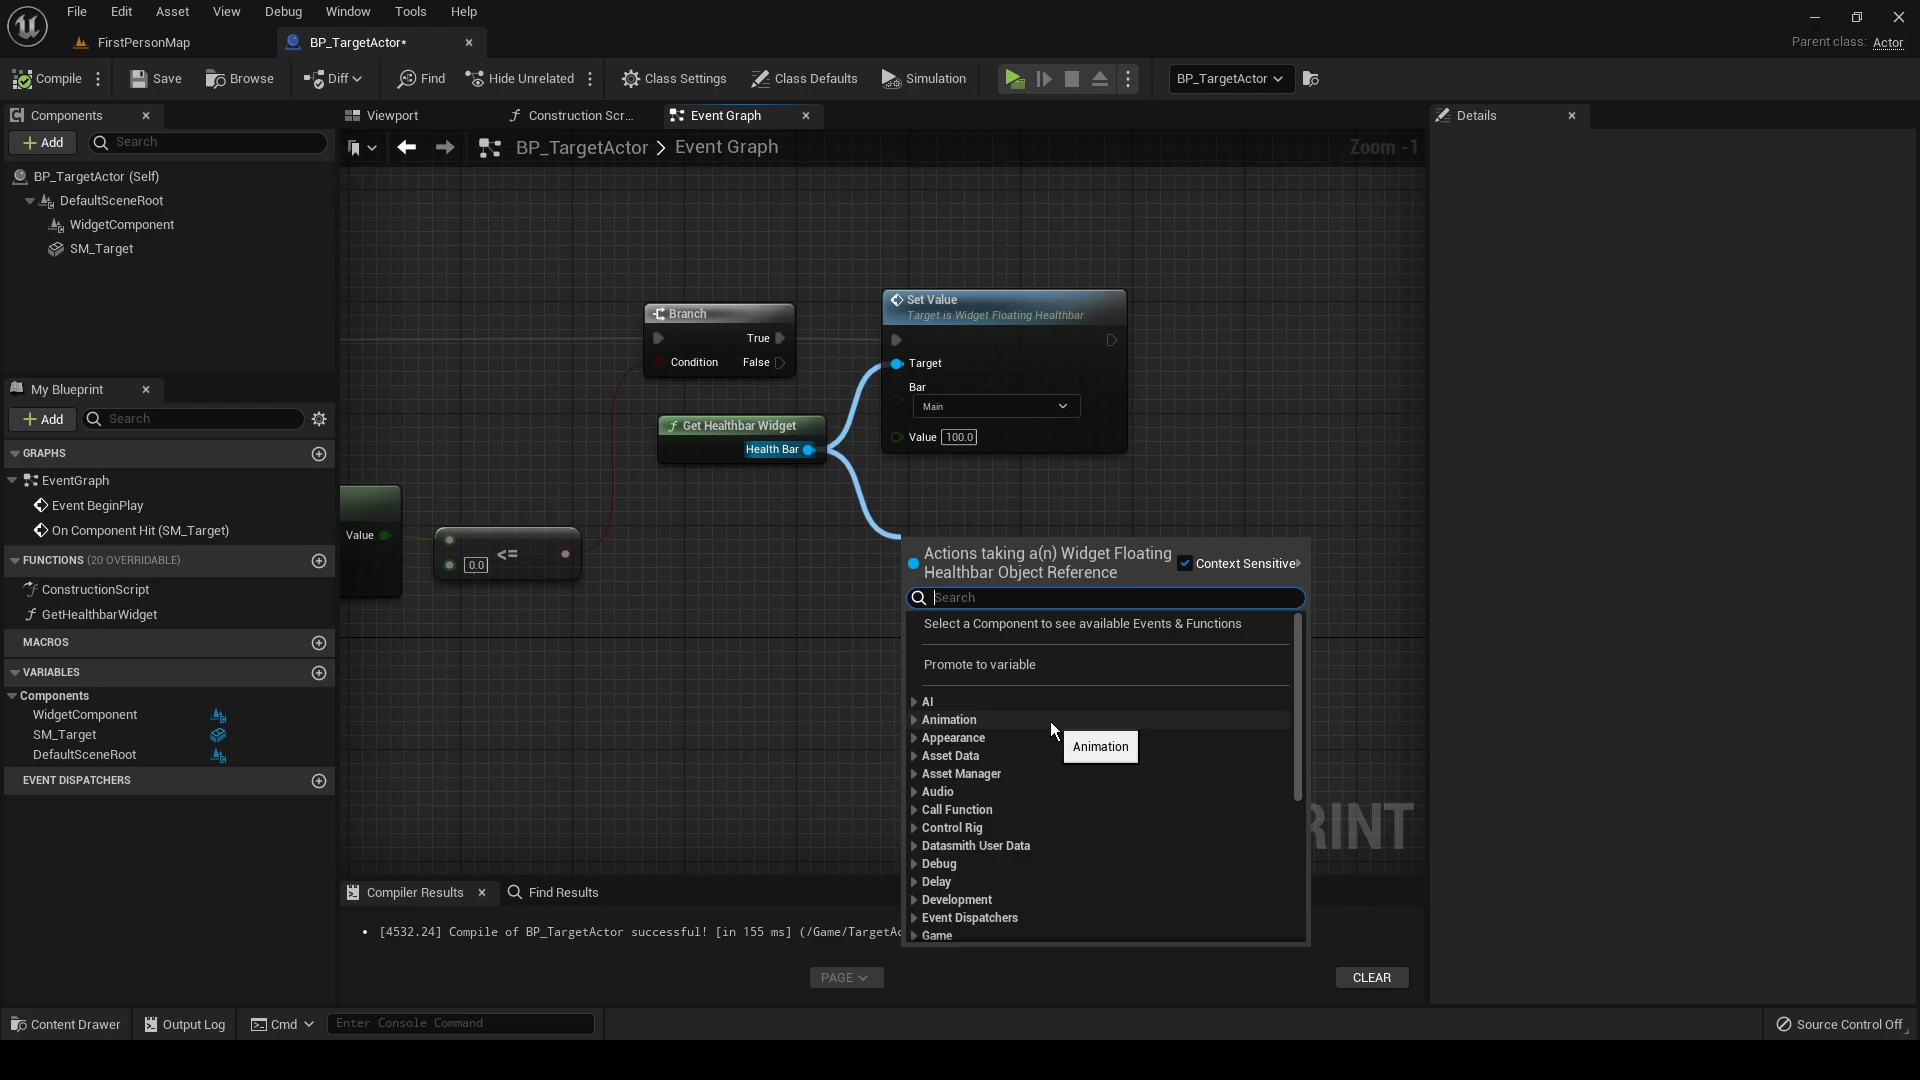 File Edit Asset View Debug Window Tools Help
FirstPersonMap
BP_TargetActor*
Parent class: Actor
Compile
Save
Browse
Diff
Find
Hide Unrelated
Class Settings
Class Defaults
Simulation
BP_TargetActor
Components
Add
Search
BP_TargetActor (Self)
DefaultSceneRoot
WidgetComponent
SM_Target
My Blueprint
Add
Search
GRAPHS
EventGraph
Event BeginPlay
On Component Hit (SM_Target)
FUNCTIONS (20 OVERRIDABLE)
ConstructionScript
GetHealthbarWidget
MACROS
VARIABLES
Components
WidgetComponent
SM_Target
DefaultSceneRoot
EVENT DISPATCHERS
Viewport
Construction Scr...
Event Graph
BP_TargetActor > Event Graph
Zoom -1
Branch
True
Condition
False
Get Healthbar Widget
Health Bar
Value
<=
0.0
Set Value
Target is Widget Floating Healthbar
Target
Bar
Main
Value 100.0
Actions taking a(n) Widget Floating
Healthbar Object Reference
Context Sensitive
Search
Select a Component to see available Events & Functions
Promote to variable
AI
Animation
Animation
Appearance
Asset Data
Asset Manager
Audio
Call Function
Control Rig
Datasmith User Data
Debug
Delay
Development
Event Dispatchers
Game
RINT
Compiler Results
Find Results
• [4532.24] Compile of BP_TargetActor successful! [in 155 ms] (/Game/TargetAc
PAGE
CLEAR
Details
Content Drawer
Output Log
Cmd
Enter Console Command
Source Control Off